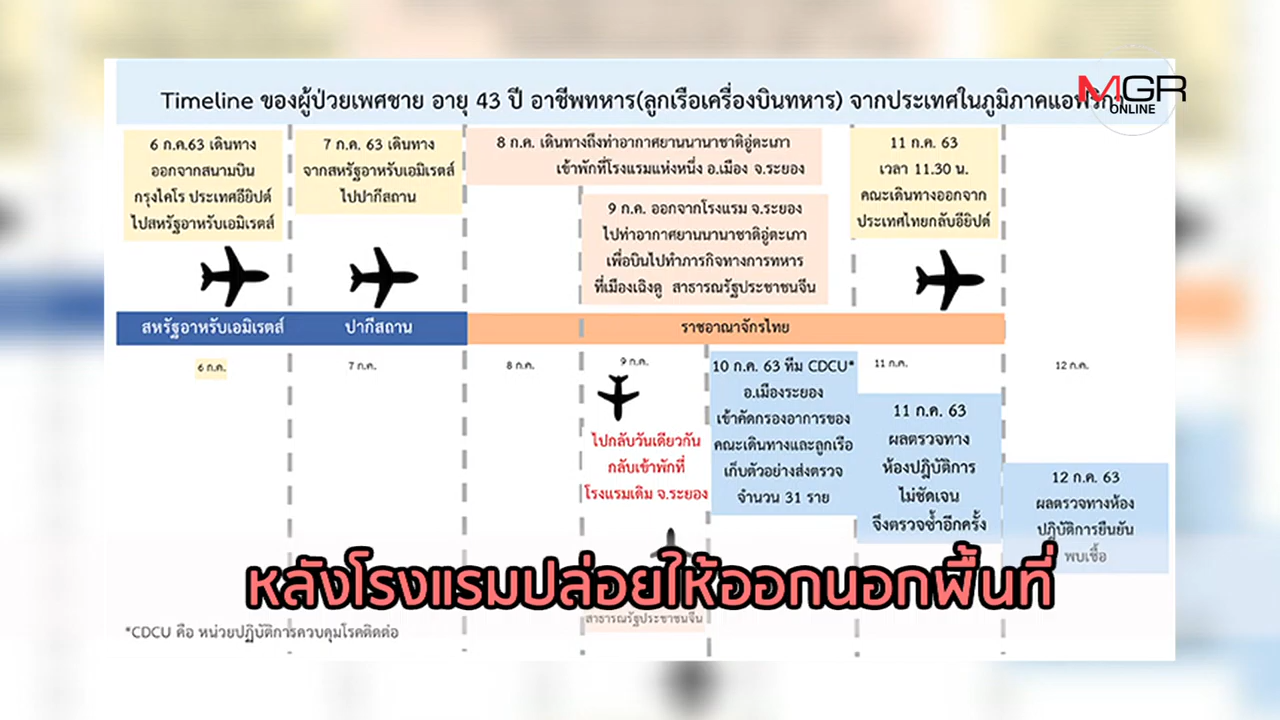 Timeline ของผู้ป่วยเพศชาย อายุ 43 ปี อาชีพทหาร(ลูกเรือเครื่องบินทหาร) จากประเทศในภูมิภาคแอฟริกา
MGR
ONLINE
6 ก.ค.63 เดินทาง
ออกจากสนามบิน
กรุงไคโร ประเทศอียิปต์
ไปสหรัฐอาหรับเอมิเรตส์
7 ก.ค. 63 เดินทาง
จากสหรัฐอาหรับเอมิเรตส์
ไปปากีสถาน
8 ก.ค. เดินทางถึงท่าอากาศยานนานาชาติอู่ตะเภา
เข้าพักที่โรงแรมแห่งหนึ่ง อ.เมือง จ.ระยอง
9 ก.ค. ออกจากโรงแรม จ.ระยอง
ไปท่าอากาศยานนานาชาติอู่ตะเภา
เพื่อบินไปทำภารกิจทางการทหาร
ที่เมืองเฉิงตู สาธารณรัฐประชาชนจีน
11 ก.ค. 63
เวลา 11.30 น.
คณะเดินทางออกจาก
ประเทศไทยกลับอียิปต์
สหรัฐอาหรับเอมิเรตส์
ปากีสถาน
ราชอาณาจักรไทย
6 ก.ค.
7 ก.ค.
8 ก.ค.
9 ก.ค.
11 ก.ค.
12 ก.ค.
ไปกลับวันเดียวกัน
กลับเข้าพักที่
โรงแรมเดิม จ.ระยอง
10 ก.ค. 63 ทีม CDCU*
อ.เมืองระยอง
เข้าคัดกรองอาการของ
คณะเดินทางและลูกเรือ
เก็บตัวอย่างส่งตรวจ
จำนวน 31 ราย
11 ก.ค. 63
ผลตรวจทาง
ห้องปฏิบัติการ
ไม่ชัดเจน
จึงตรวจซ้ำอีกครั้ง
12 ก.ค. 63
ผลตรวจทางห้อง
ปฏิบัติการยืนยัน
พบเชื้อ
หลังโรงแรมปล่อยให้ออกนอกพื้นที่
สาธารณรัฐประชาชนจีน
*CDCU คือ หน่วยปฏิบัติการควบคุมโรคติดต่อ